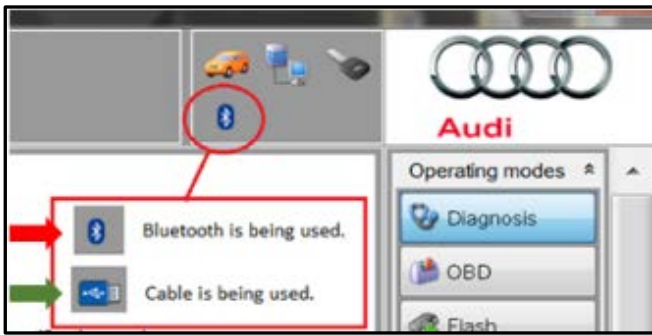 Audi
Operating modes
Diagnosis
OBD
Flash
Bluetooth is being used.
Cable is being used.